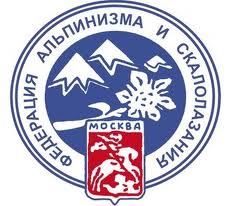 ФЕДЕРАЦИЯ АЛЬПИНИЗМА И СКАЛОЛАЗАНИЯ
МОСКВА